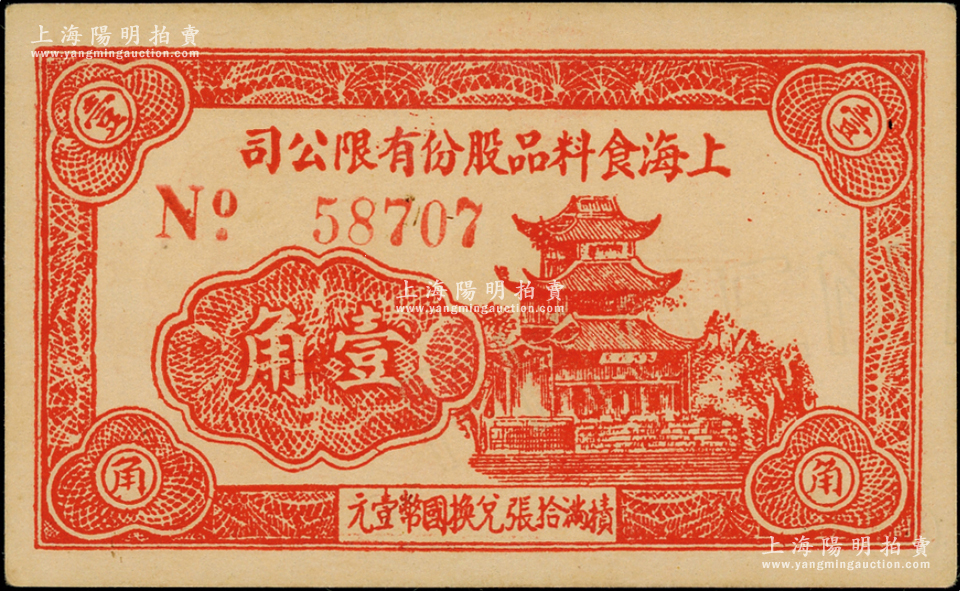 上海陽明拍賣
www.yangmingauction.com
壹
壹
上海食料品股份有限公司
No 58707
壹角
上海陽明拍賣
www.yangmingauction.com
角
角
積滿拾張兌換國幣壹元
上海陽明拍賣
www.yangmingauction.com